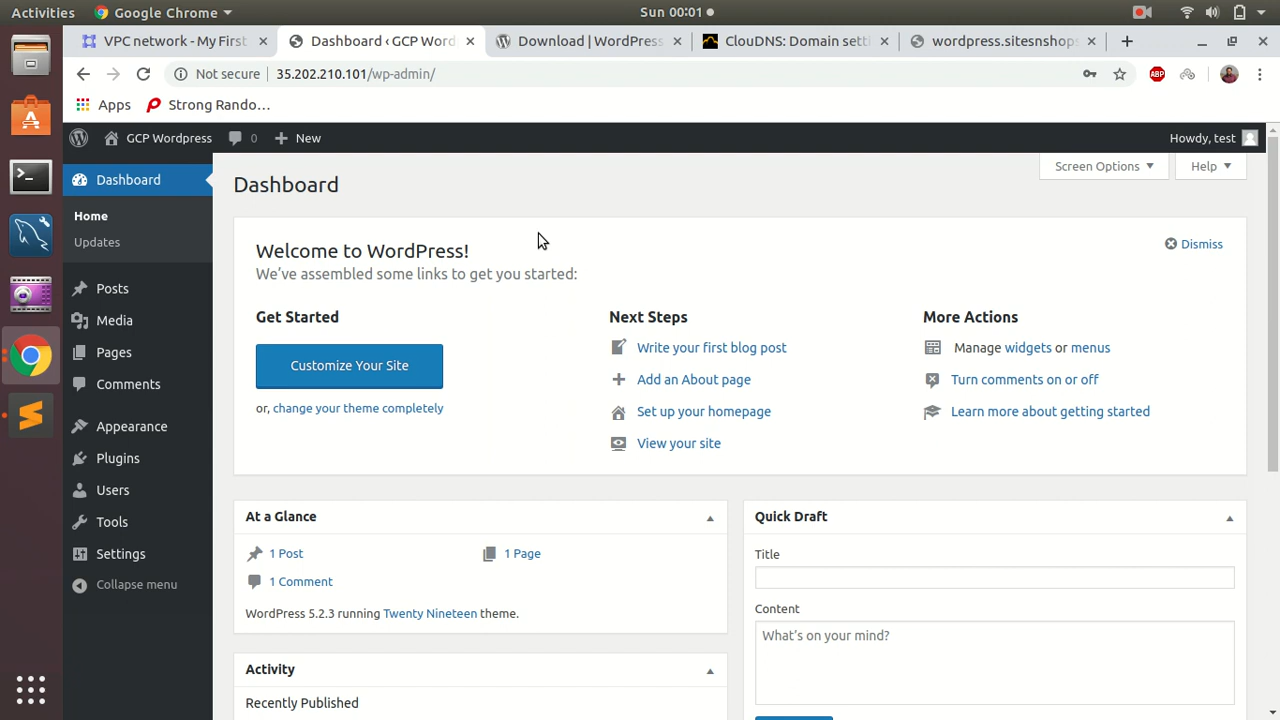 Activities Google Chrome Sun 00:01
VPC network - My First Dashboard ‹ GCP Word Download | WordPress ClouDNS: Domain sett wordpress.sitesnshops
Not secure 35.202.210.101/wp-admin/ ABP
Apps Strong Rando...
GCP Wordpress 0 New Howdy, test
Dashboard
Home
Updates
Posts
Media
Pages
Comments
Appearance
Plugins
Users
Tools
Settings
Collapse menu
Screen Options Help
Dashboard
Welcome to WordPress! Dismiss
We've assembled some links to get you started:
Get Started
Customize Your Site
or, change your theme completely
Next Steps
Write your first blog post
Add an About page
Set up your homepage
View your site
More Actions
Manage widgets or menus
Turn comments on or off
Learn more about getting started
At a Glance
1 Post 1 Page
1 Comment
WordPress 5.2.3 running Twenty Nineteen theme.
Activity
Recently Published
Quick Draft
Title
Content
What's on your mind?